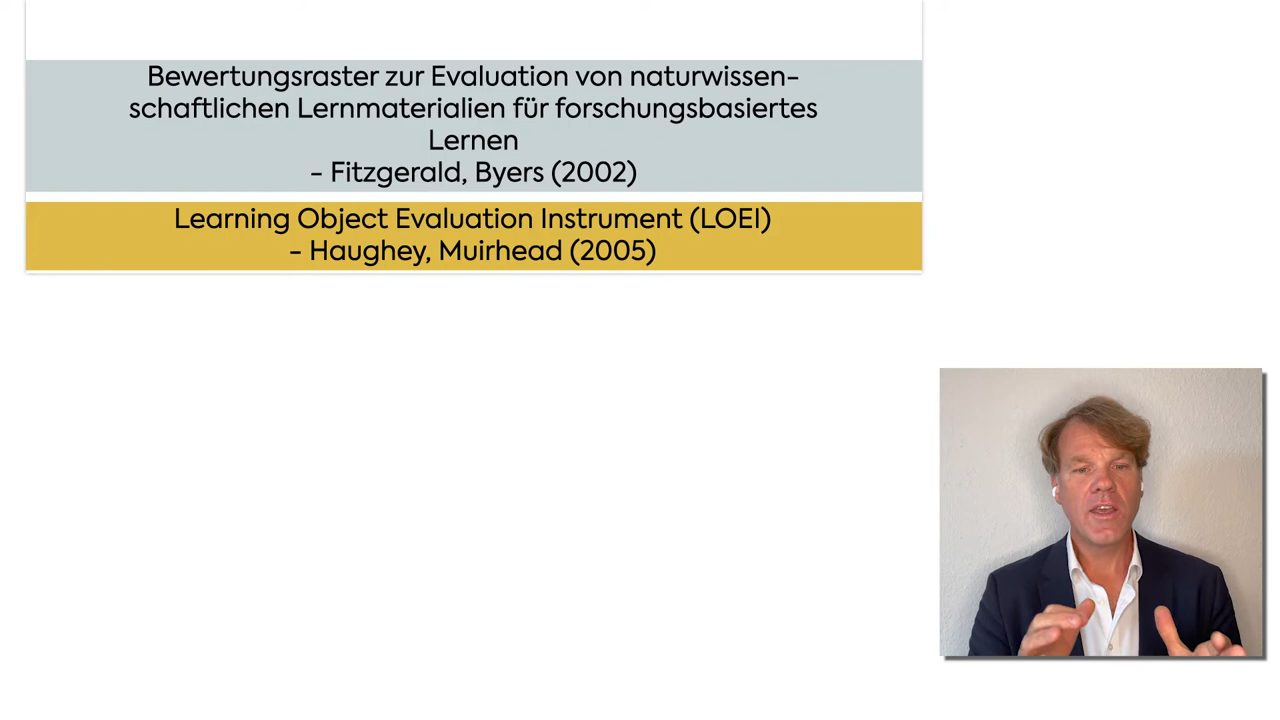 Bewertungsraster zur Evaluation von naturwissen-
schaftlichen Lernmaterialien für forschungsbasiertes
Lernen
- Fitzgerald, Byers (2002)
Learning Object Evaluation Instrument (LOEI)
- Haughey, Muirhead (2005)